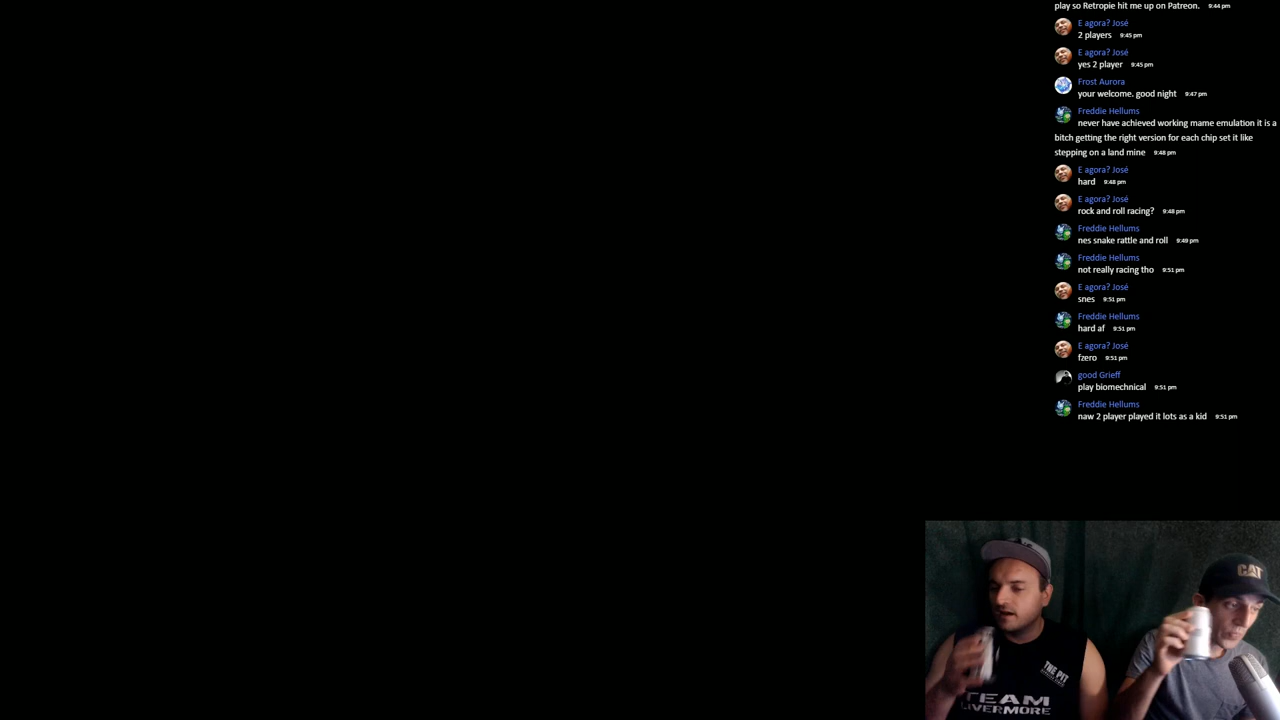 play so Retropie hit me up on Patreon. 9:44 pm
E agora? José
2 players 9:45 pm
E agora? José
yes 2 player 9:45 pm
Frost Aurora
your welcome. good night 9:47 pm
Freddie Hellums
never have achieved working mame emulation it is a
bitch getting the right version for each chip set it like
stepping on a land mine 9:48 pm
E agora? José
hard 9:48 pm
E agora? José
rock and roll racing? 9:48 pm
Freddie Hellums
nes snake rattle and roll 9:49 pm
Freddie Hellums
not really racing tho 9:51 pm
E agora? José
snes 9:51 pm
Freddie Hellums
hard af 9:51 pm
E agora? José
fzero 9:51 pm
good Grieff
play biomechnical 9:51 pm
Freddie Hellums
naw 2 player played it lots as a kid 9:51 pm
CAT
THE PIT
TEAM
LIVERMORE